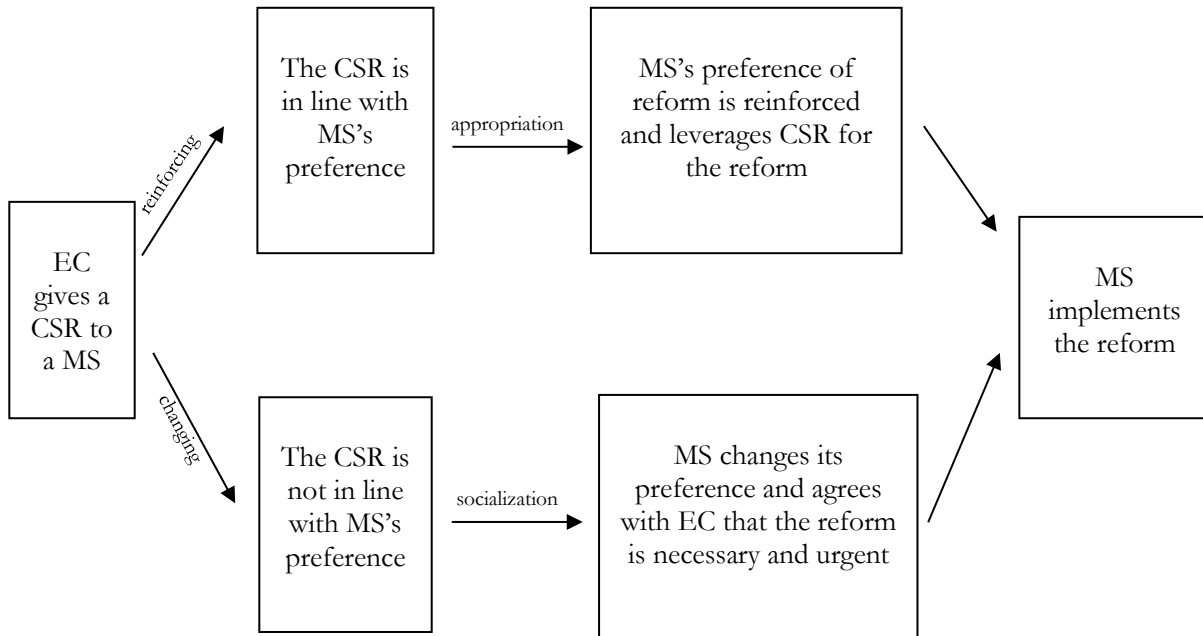 EC
gives a
CSR to
a MS
reinforcing
The CSR is
in line with
MS’s
preference
appropriation
MS’s preference of
reform is reinforced
and leverages CSR for
the reform
changing
The CSR is
not in line
with MS’s
preference
socialization
MS changes its
preference and agrees
with EC that the reform
is necessary and urgent
MS
implements
the reform